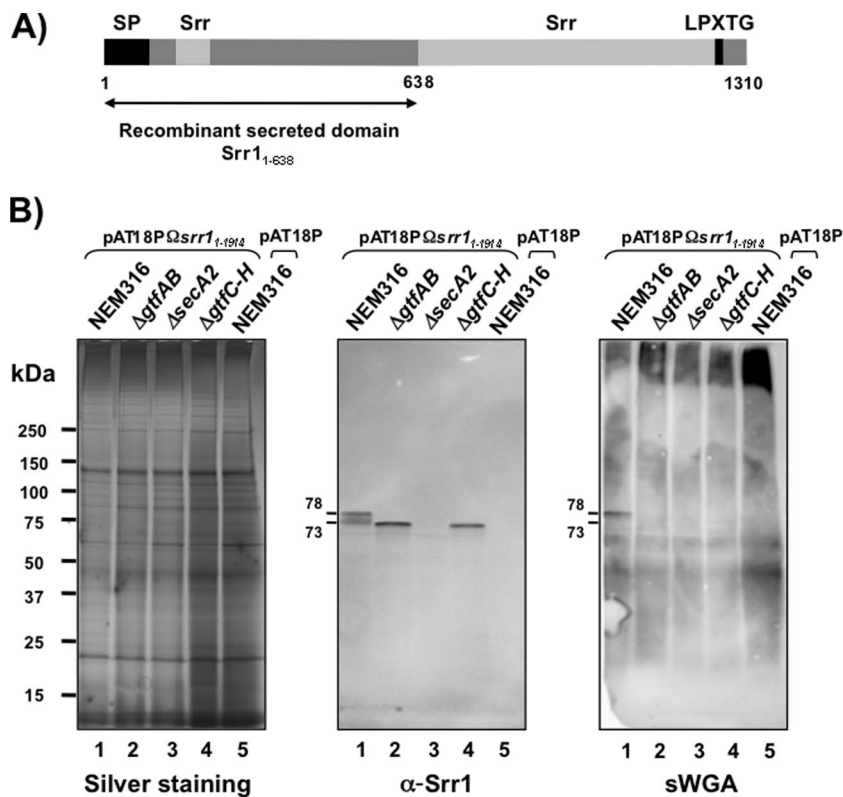 A)
SP Srr Srr LPXTG
1 638 1310
Recombinant secreted domain
Srr1₁₋₆₃₈
B)
pAT18PΩsrr1₁₋₁₉₁₄ pAT18P
NEM316 ΔgtfAB ΔsecA2 ΔgtfC-H NEM316
pAT18PΩsrr1₁₋₁₉₁₄ pAT18P
NEM316 ΔgtfAB ΔsecA2 ΔgtfC-H NEM316
pAT18PΩsrr1₁₋₁₉₁₄ pAT18P
NEM316 ΔgtfAB ΔsecA2 ΔgtfC-H NEM316
kDa
250
150
100
75
50
37
25
15
78
73
78
73
1 2 3 4 5
Silver staining
1 2 3 4 5
α-Srr1
1 2 3 4 5
sWGA